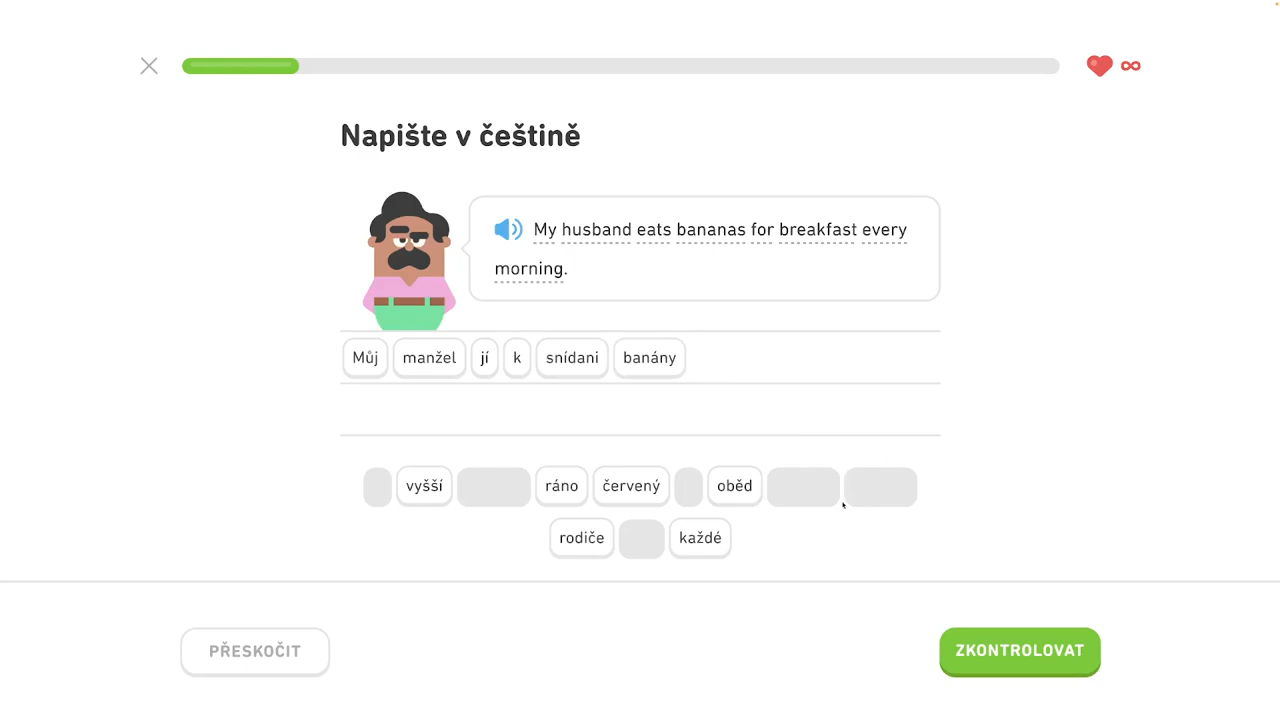 Napište v češtině
My husband eats bananas for breakfast every
morning.
Můj manžel jí k snídani banány
vyšší ráno červený oběd
rodiče každé
PŘESKOČIT ZKONTROLOVAT